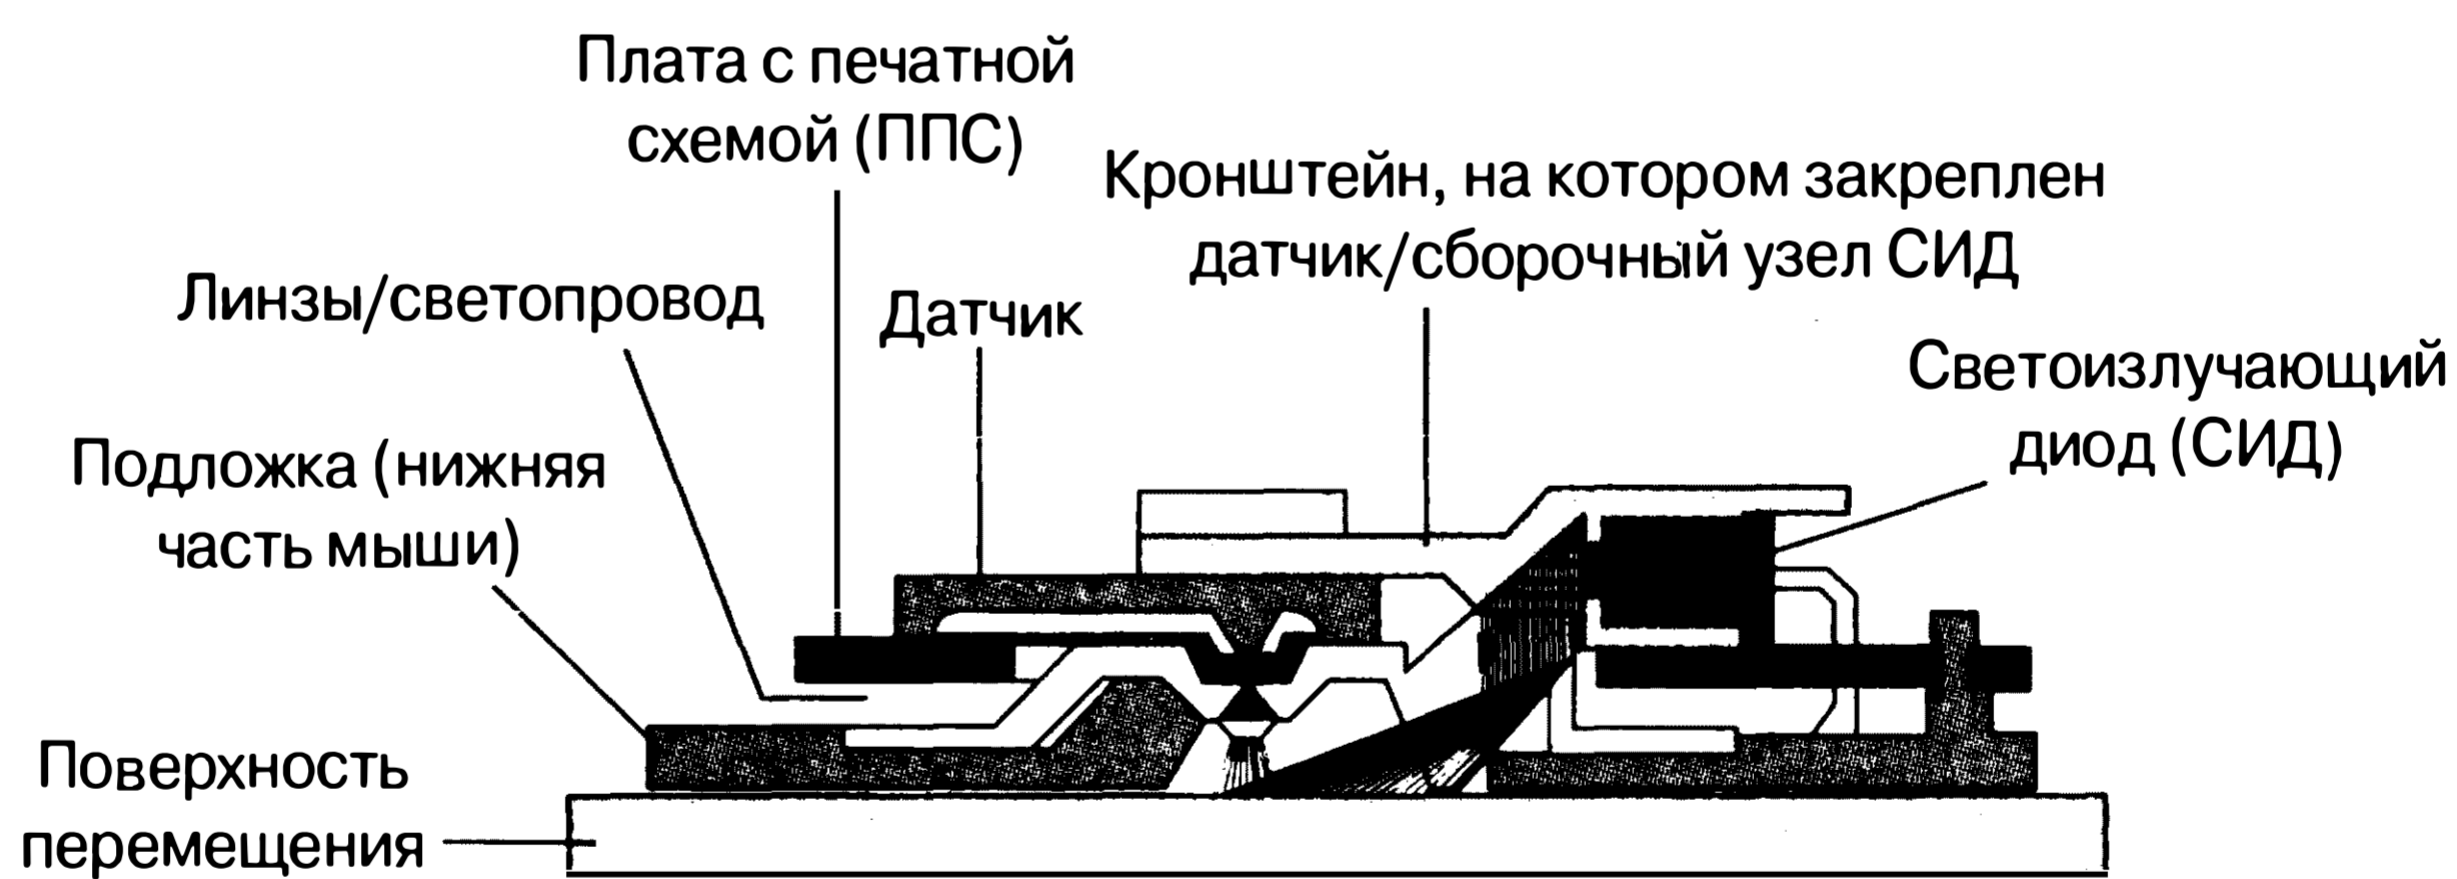 Плата с печатной
схемой (ППС)
Кронштейн, на котором закреплен
датчик/сборочный узел СИД
Линзы/светопровод
Датчик
Светоизлучающий
диод (СИД)
Подложка (нижняя
часть мыши)
Поверхность
перемещения